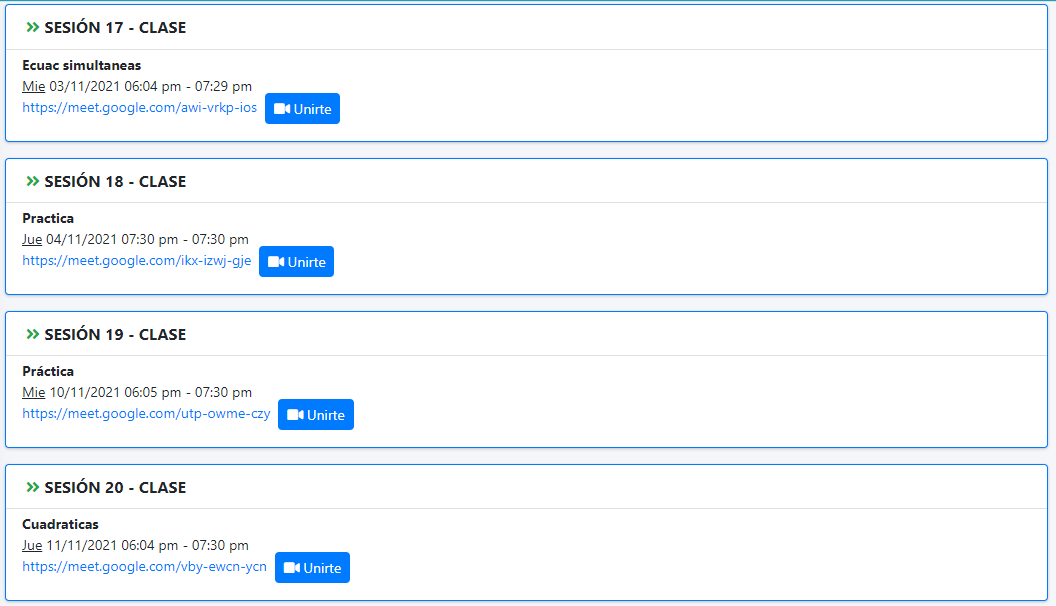 SESIÓN 17 - CLASE
Ecuac simultaneas
Mie 03/11/2021 06:04 pm - 07:29 pm
https://meet.google.com/awi-vrkp-ios Unirte
SESIÓN 18 - CLASE
Practica
Jue 04/11/2021 07:30 pm - 07:30 pm
https://meet.google.com/ikx-izwj-gje Unirte
SESIÓN 19 - CLASE
Práctica
Mie 10/11/2021 06:05 pm - 07:30 pm
https://meet.google.com/utp-owme-czy Unirte
SESIÓN 20 - CLASE
Cuadraticas
Jue 11/11/2021 06:04 pm - 07:30 pm
https://meet.google.com/vby-ewcn-ycn Unirte